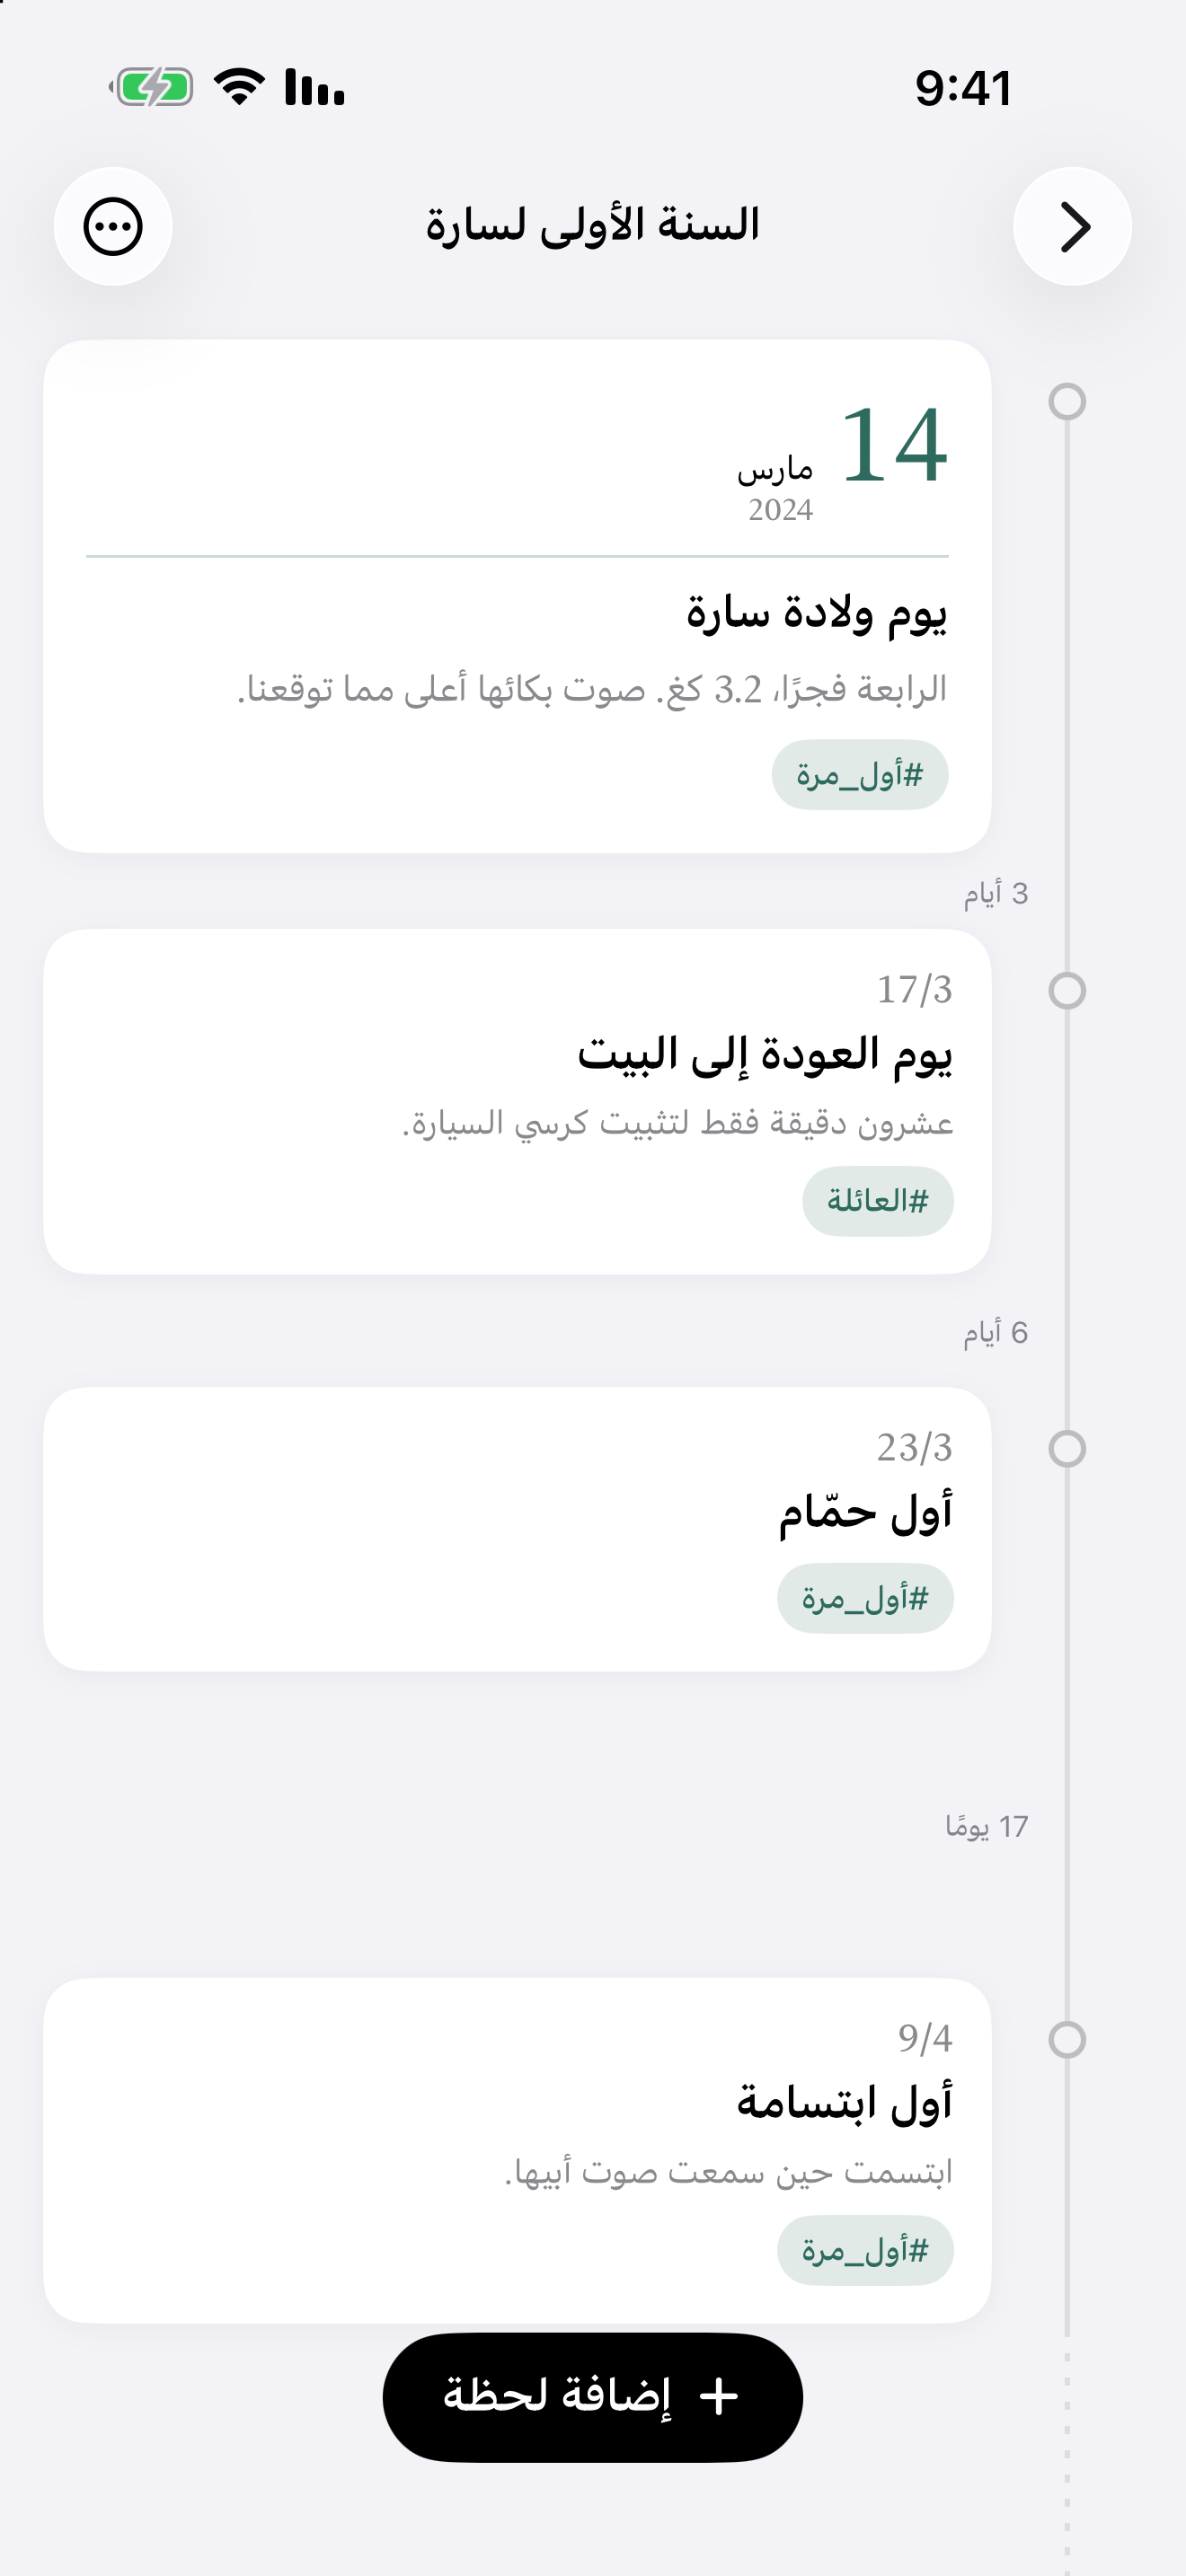 9:41
السنة الأولى لسارة
14
مارس
2024
يوم ولادة سارة
الرابعة فجرًا، 3.2 كغ. صوت بكائها أعلى مما توقعنا.
#أول_مرة
3 أيام
17/3
يوم العودة إلى البيت
عشرون دقيقة فقط لتثبيت كرسي السيارة.
#العائلة
6 أيام
23/3
أول حمّام
#أول_مرة
17 يومًا
9/4
أول ابتسامة
ابتسمت حين سمعت صوت أبيها.
#أول_مرة
+ إضافة لحظة